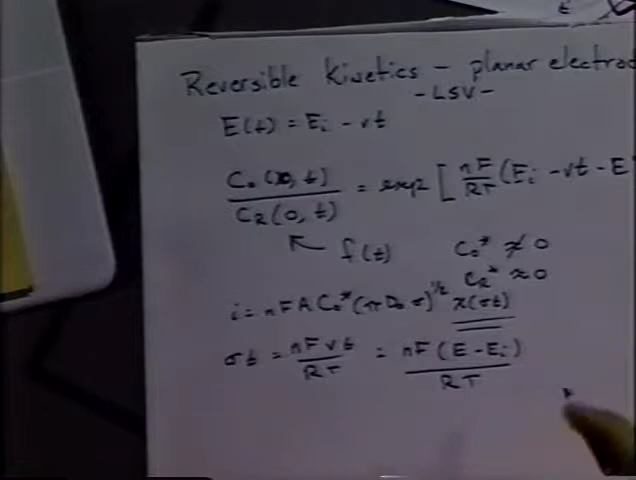 Reversible Kinetics - planar electrod
- LSV -
E(t) = Ei - vt
Co(0, t) / CR(0, t) = exp [ nF/RT (Ei - vt - E
↖ f(t)
Co* ≉ 0
CR* ≈ 0
i = nFACo*(πDoσ)^1/2 χ(σt)
σt = nFvt / RT = nF(E - Ei) / RT